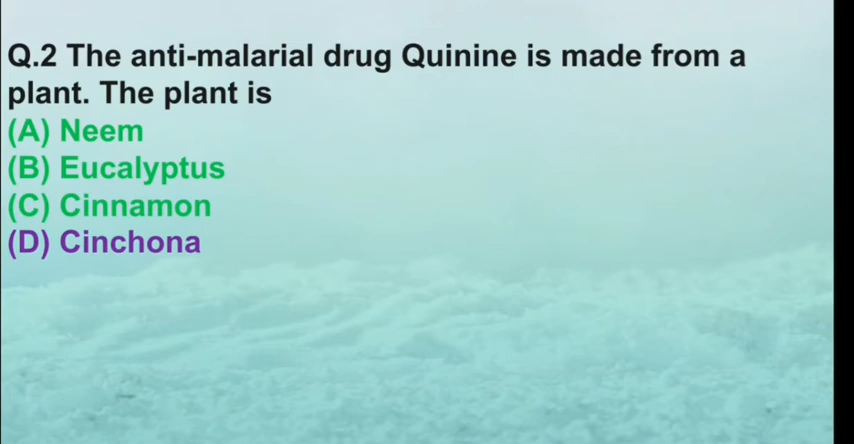 Q.2 The anti-malarial drug Quinine is made from a
plant. The plant is
(A) Neem
(B) Eucalyptus
(C) Cinnamon
(D) Cinchona